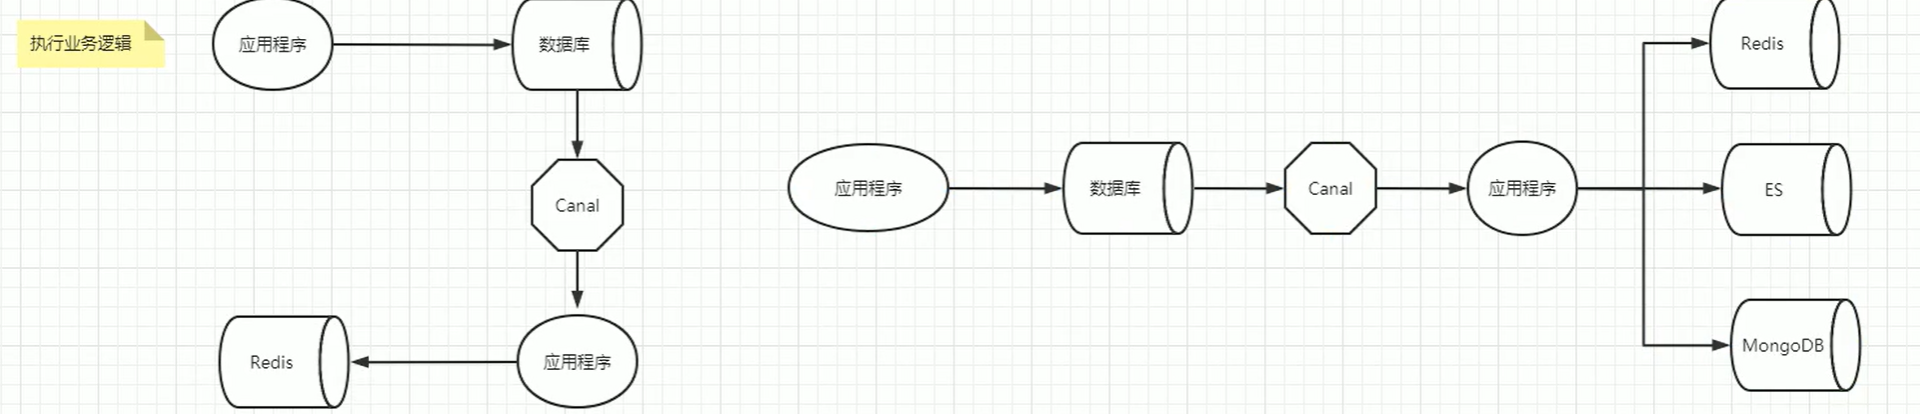 执行业务逻辑
应用程序
数据库
Canal
应用程序
Redis
应用程序
数据库
Canal
应用程序
Redis
ES
MongoDB